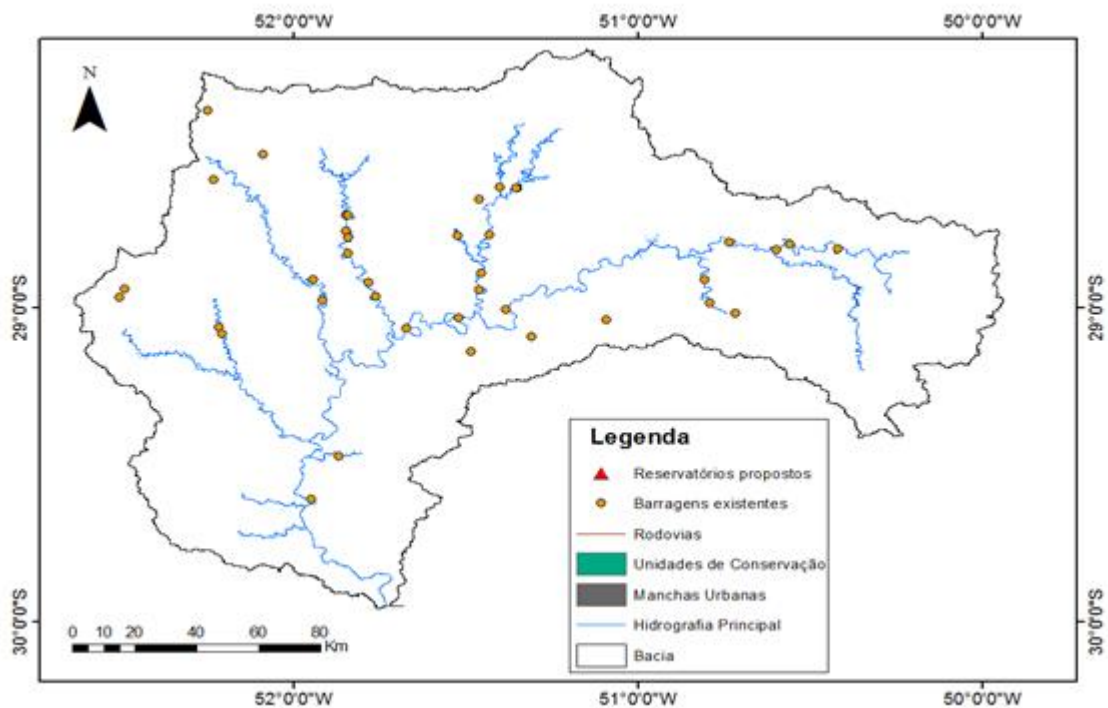 52°0'0"W 51°0'0"W 50°0'0"W
N
29°0'0"S 29°0'0"S
Legenda
Reservatórios propostos
Barragens existentes
Rodovias
Unidades de Conservação
Manchas Urbanas
Hidrografia Principal
Bacia
30°0'0"S 30°0'0"S
0 10 20 40 60 80
Km
52°0'0"W 51°0'0"W 50°0'0"W